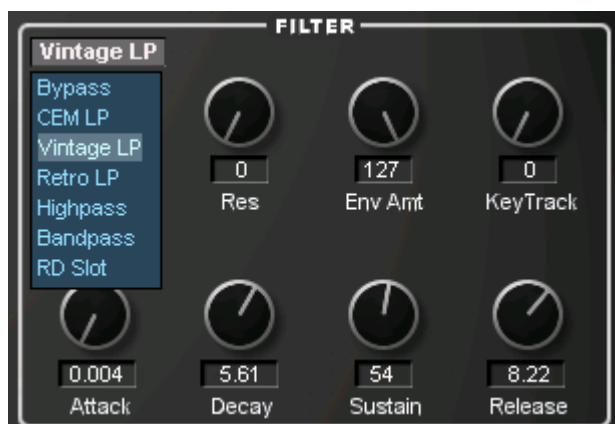 FILTER
Vintage LP
Bypass
CEM LP
Vintage LP
Retro LP
Highpass
Bandpass
RD Slot
0
127
0
Res
Env Amt
KeyTrack
0.004
5.61
54
8.22
Attack
Decay
Sustain
Release